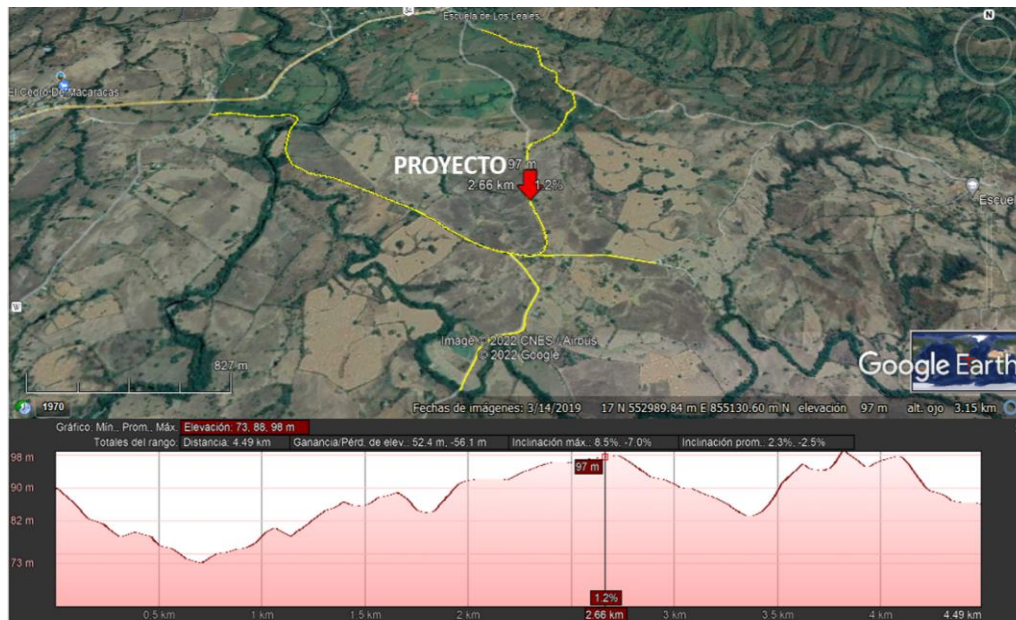 Escuela de Los Leales
N
El Cedro De Macaracas
PROYECTO
97 m
2.66 km
1.2%
Escuel
Image © 2022 CNES / Airbus
© 2022 Google
827 m
Google Earth
1970
Fechas de imágenes: 3/14/2019 17 N 552989.84 m E 855130.60 m N elevación 97 m alt. ojo 3.15 km
Gráfico: Mín., Prom., Máx. Elevación: 73, 88, 98 m
Totales del rango: Distancia: 4.49 km Ganancia/Pérd. de elev.: 52.4 m, -56.1 m Inclinación máx.: 8.5%, -7.0% Inclinación prom.: 2.3%, -2.5%
98 m
97 m
90 m
82 m
73 m
1.2%
0.5 km 1 km 1.5 km 2 km 2.66 km 3 km 3.5 km 4 km 4.49 km